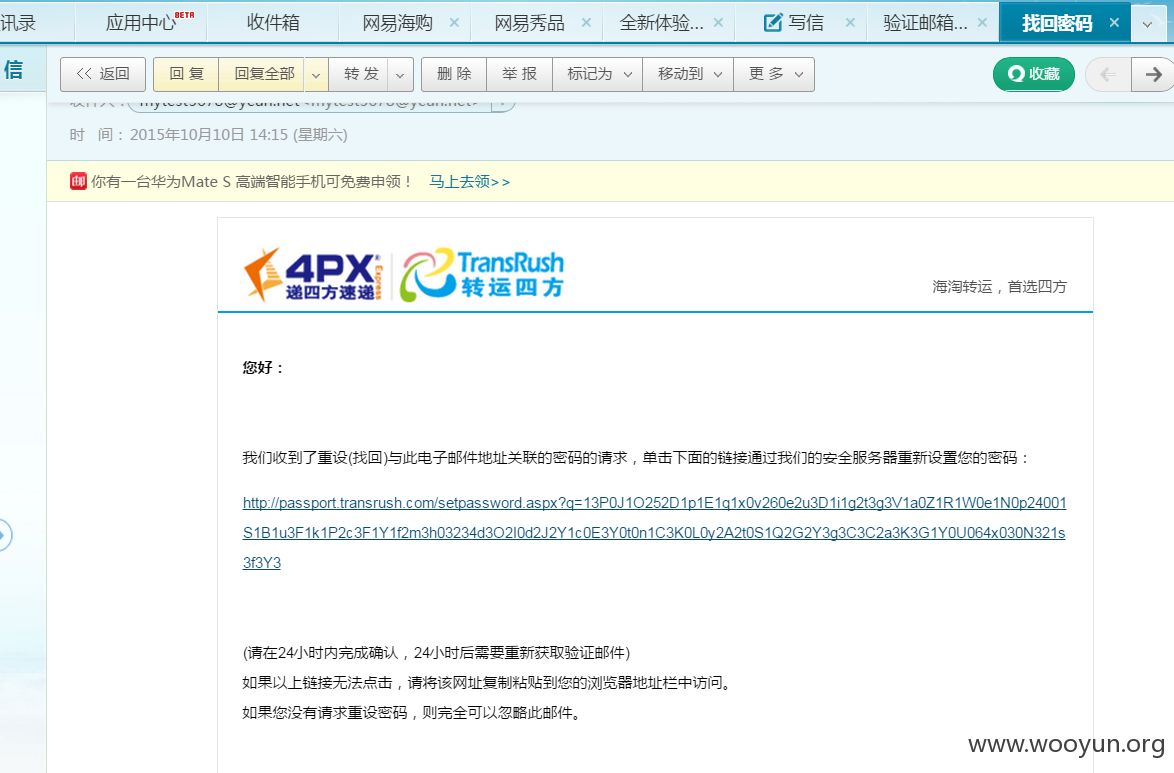 讯录 应用中心 BETA 收件箱 网易海购 网易秀品 全新体验... 写信 验证邮箱... 找回密码
信 返回 回 复 回复全部 转 发 删 除 举 报 标记为 移动到 更 多 收藏
时 间： 2015年10月10日 14:15 (星期六)
你有一台华为Mate S 高端智能手机可免费申领！ 马上去领>>
4PX Express 递四方速递 TransRush 转运四方
海淘转运，首选四方
您好：
我们收到了重设(找回)与此电子邮件地址关联的密码的请求，单击下面的链接通过我们的安全服务器重新设置您的密码：
http://passport.transrush.com/setpassword.aspx?q=13P0J1O252D1p1E1q1x0v260e2u3D1i1g2t3g3V1a0Z1R1W0e1N0p24001
S1B1u3F1k1P2c3F1Y1f2m3h03234d3O2I0d2J2Y1c0E3Y0t0n1C3K0L0y2A2t0S1Q2G2Y3g3C3C2a3K3G1Y0U064x030N321s
3f3Y3
(请在24小时内完成确认，24小时后需要重新获取验证邮件)
如果以上链接无法点击，请将该网址复制粘贴到您的浏览器地址栏中访问。
如果您没有请求重设密码，则完全可以忽略此邮件。
www.wooyun.org